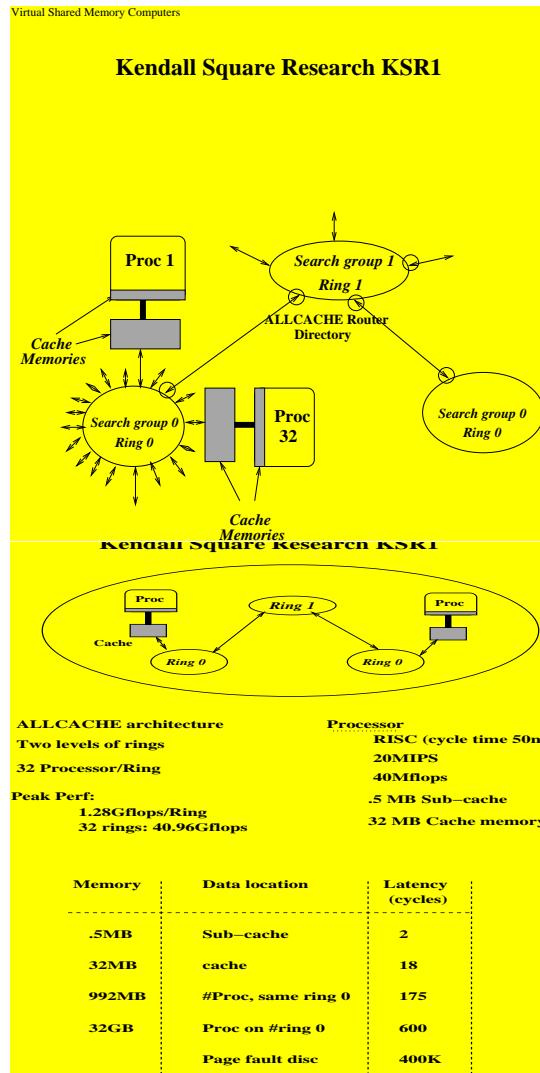 Virtual Shared Memory Computers
Kendall Square Research KSR1
Proc 1
Search group 1
Ring 1
ALLCACHE Router
Directory
Cache
Memories
Search group 0
Ring 0
Proc
32
Search group 0
Ring 0
Cache
Memories
Kendall Square Research KSR1
Proc
Ring 1
Proc
Cache
Ring 0
Ring 0
ALLCACHE architecture
Two levels of rings
32 Processor/Ring
Peak Perf:
1.28Gflops/Ring
32 rings: 40.96Gflops
Processor
RISC (cycle time 50n
20MIPS
40Mflops
.5 MB Sub−cache
32 MB Cache memory
Memory Data location Latency
(cycles)
.5MB Sub−cache 2
32MB cache 18
992MB #Proc, same ring 0 175
32GB Proc on #ring 0 600
Page fault disc 400K